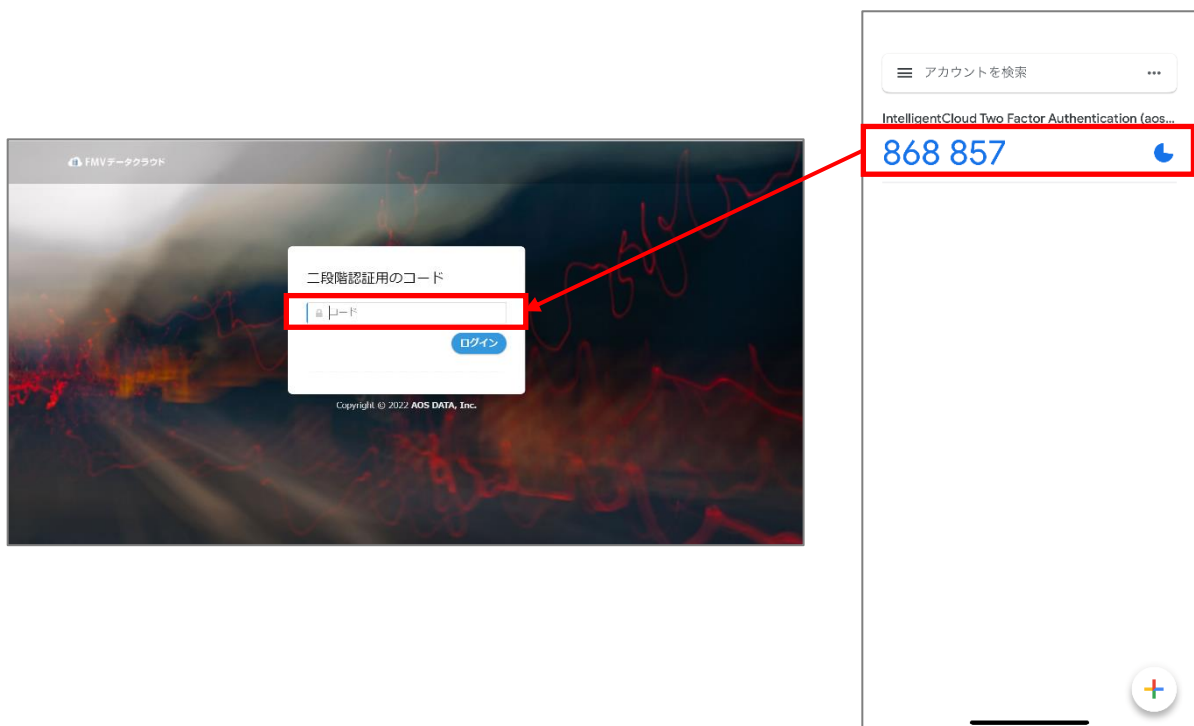 FMVデータクラウド
二段階認証用のコード
コード
ログイン
Copyright © 2022 AOS DATA, Inc.
アカウントを検索
IntelligentCloud Two Factor Authentication (aos...
868 857